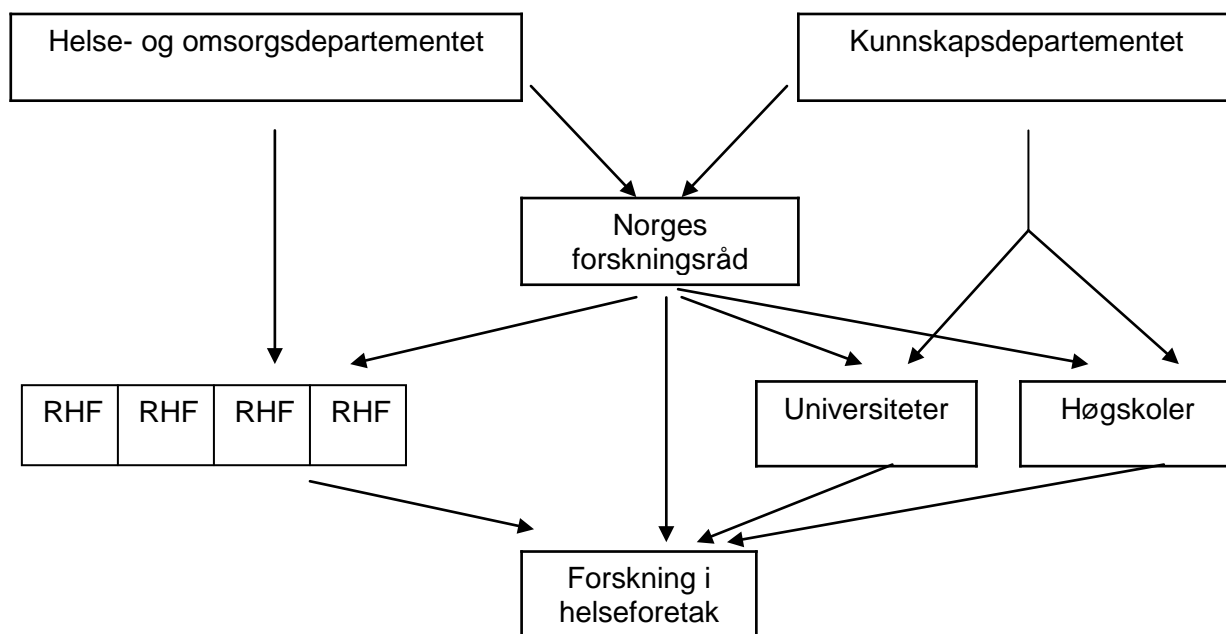 Helse- og omsorgsdepartementet
Kunnskapsdepartementet
Norges
forskningsråd
RHF RHF RHF RHF
Universiteter
Høgskoler
Forskning i
helseforetak